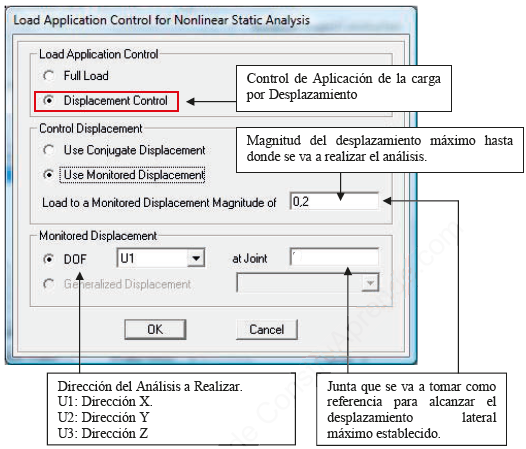 Load Application Control for Nonlinear Static Analysis
Load Application Control
Full Load
Displacement Control
Control de Aplicación de la carga
por Desplazamiento
Control Displacement
Use Conjugate Displacement
Use Monitored Displacement
Load to a Monitored Displacement Magnitude of
0,2
Magnitud del desplazamiento máximo hasta
donde se va a realizar el análisis.
Monitored Displacement
DOF
U1
at Joint
Generalized Displacement
OK
Cancel
Dirección del Análisis a Realizar.
U1: Dirección X.
U2: Dirección Y
U3: Dirección Z
Junta que se va a tomar como
referencia para alcanzar el
desplazamiento lateral
máximo establecido.